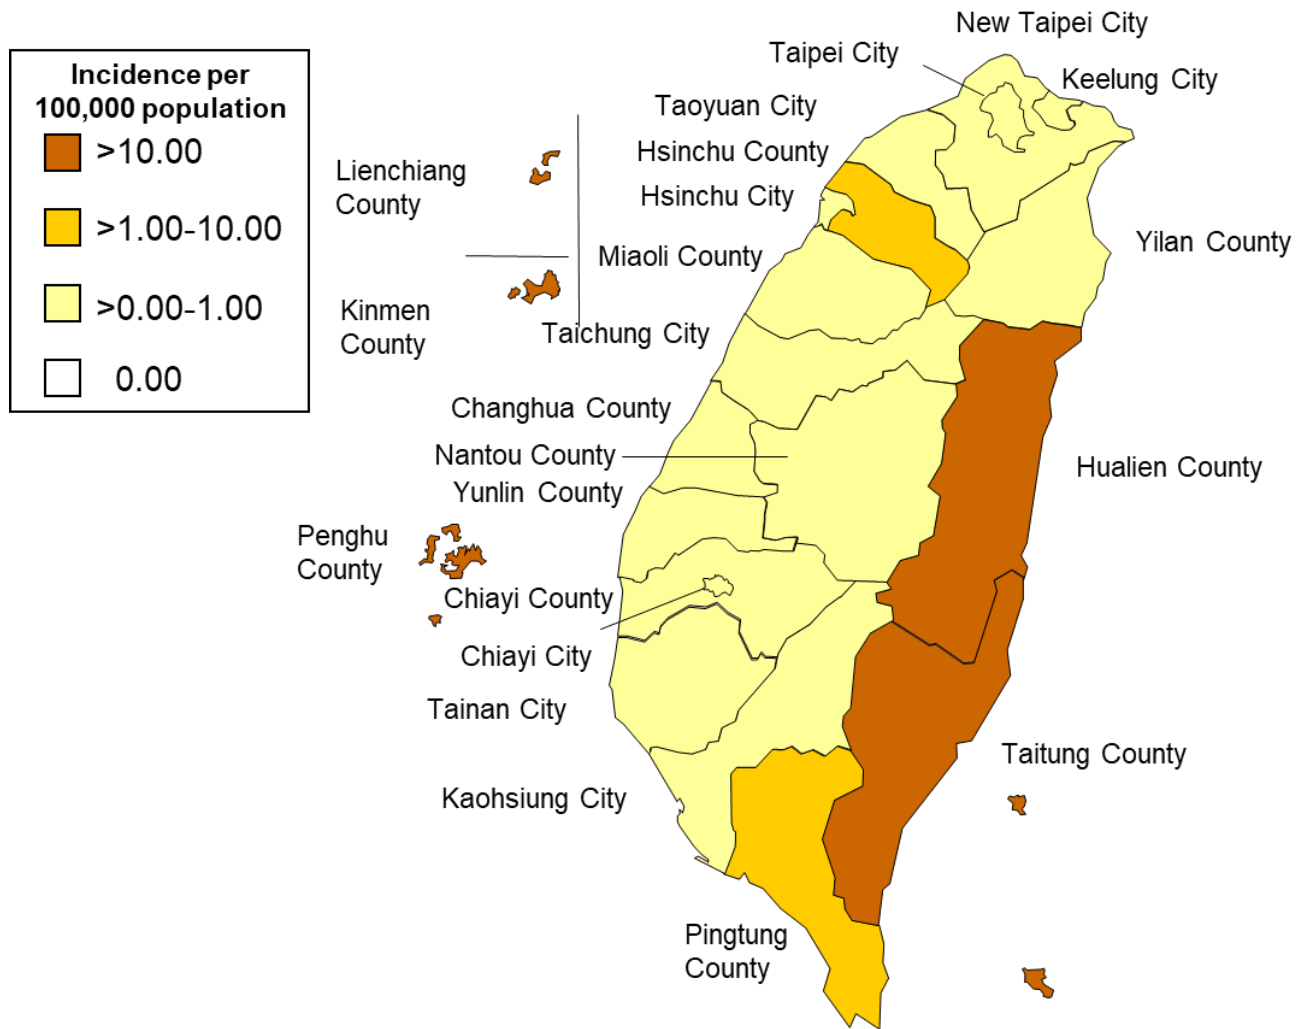 Incidence per
100,000 population
>10.00
>1.00-10.00
>0.00-1.00
0.00
New Taipei City
Taipei City
Keelung City
Taoyuan City
Hsinchu County
Hsinchu City
Lienchiang
County
Miaoli County
Yilan County
Kinmen
County
Taichung City
Changhua County
Nantou County
Yunlin County
Hualien County
Penghu
County
Chiayi County
Chiayi City
Tainan City
Taitung County
Kaohsiung City
Pingtung
County